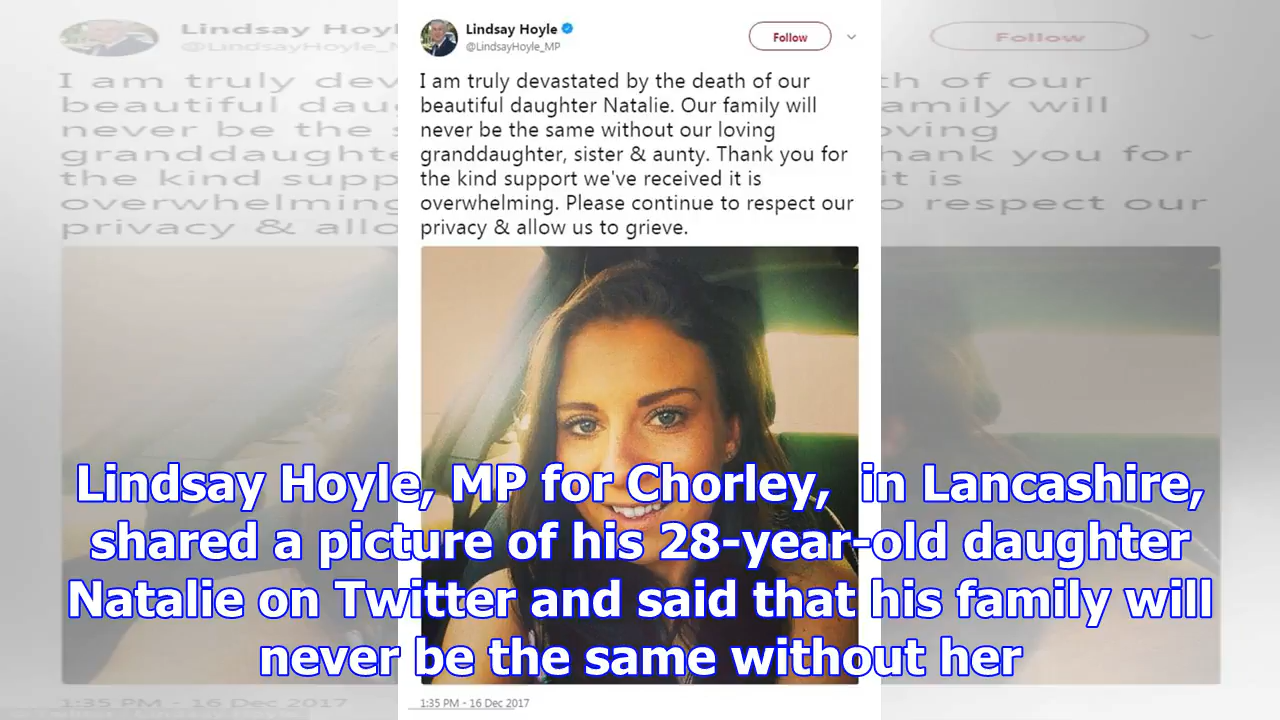 Lindsay Hoyle
@LindsayHoyle_MP
Follow
I am truly devastated by the death of our
beautiful daughter Natalie. Our family will
never be the same without our loving
granddaughter, sister & aunty. Thank you for
the kind support we've received it is
overwhelming. Please continue to respect our
privacy & allow us to grieve.
Lindsay Hoyle, MP for Chorley, in Lancashire,
shared a picture of his 28-year-old daughter
Natalie on Twitter and said that his family will
never be the same without her
1:35 PM - 16 Dec 2017